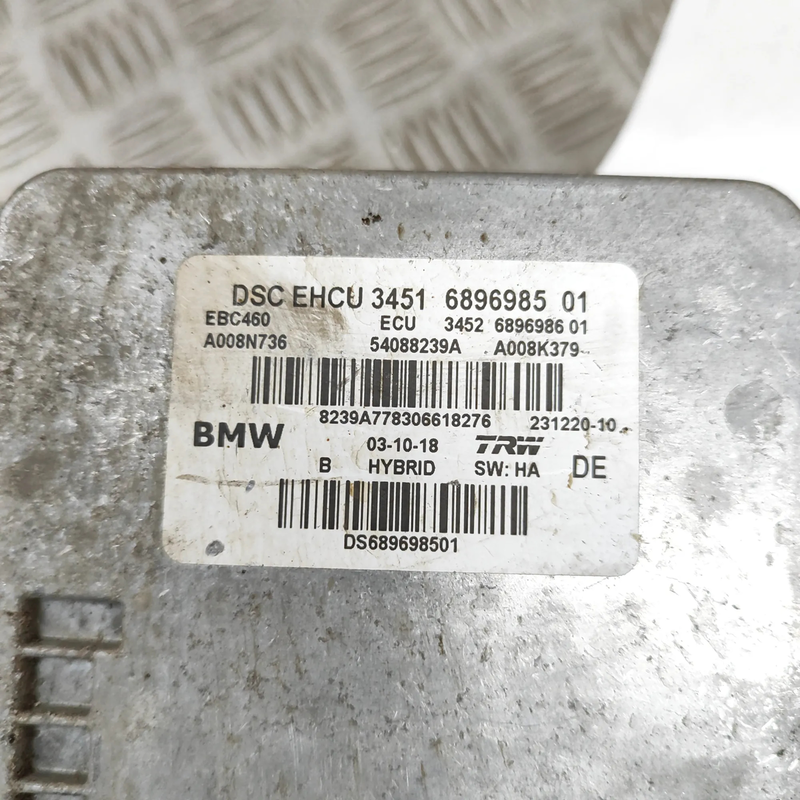 DSC EHCU 3451 6896985 01
EBC460 ECU 3452 6896986 01
A008N736 54088239A A008K379
8239A778306618276 231220-10
BMW 03-10-18 TRW
B HYBRID SW: HA DE
DS689698501